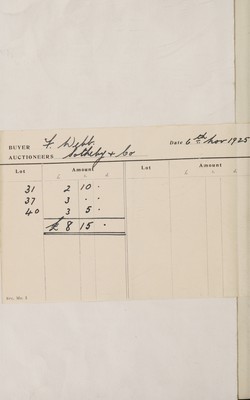 BUYER F. Webb. Date 6th Nov 1925
AUCTIONEERS Sotheby & Co
Lot Amount Lot Amount
£ s d £ s d
31 2 10 .
37 3 . .
40 3 5 .
£ 8 15 .